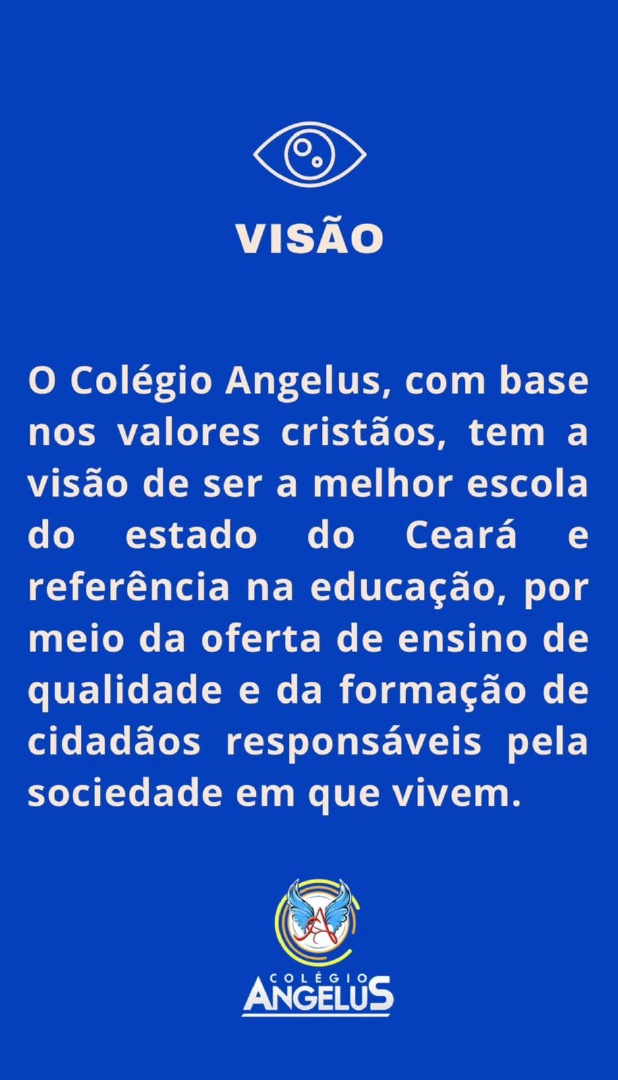 VISÃO
O Colégio Angelus, com base
nos valores cristãos, tem a
visão de ser a melhor escola
do estado do Ceará e
referência na educação, por
meio da oferta de ensino de
qualidade e da formação de
cidadãos responsáveis pela
sociedade em que vivem.
A
COLÉGIO
ANGELUS